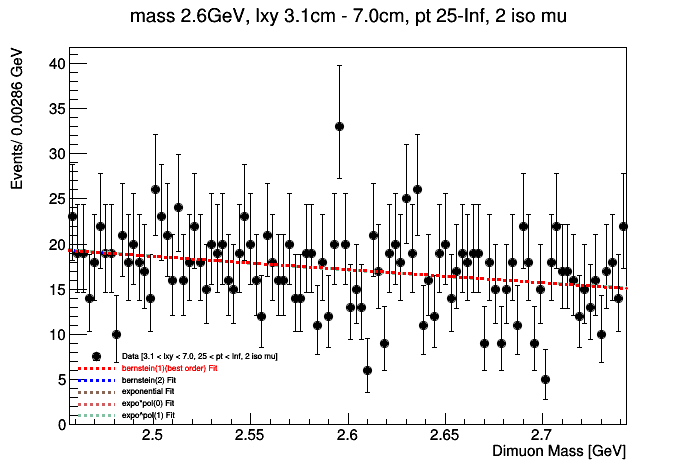 mass 2.6GeV, lxy 3.1cm - 7.0cm, pt 25-Inf, 2 iso mu
Events/ 0.00286 GeV
40
35
30
25
20
15
10
5
0
Data [3.1 < lxy < 7.0, 25 < pt < Inf, 2 iso mu]
bernstein(1)(best order) Fit
bernstein(2) Fit
exponential Fit
expo*pol(0) Fit
expo*pol(1) Fit
2.5
2.55
2.6
2.65
2.7
Dimuon Mass [GeV]